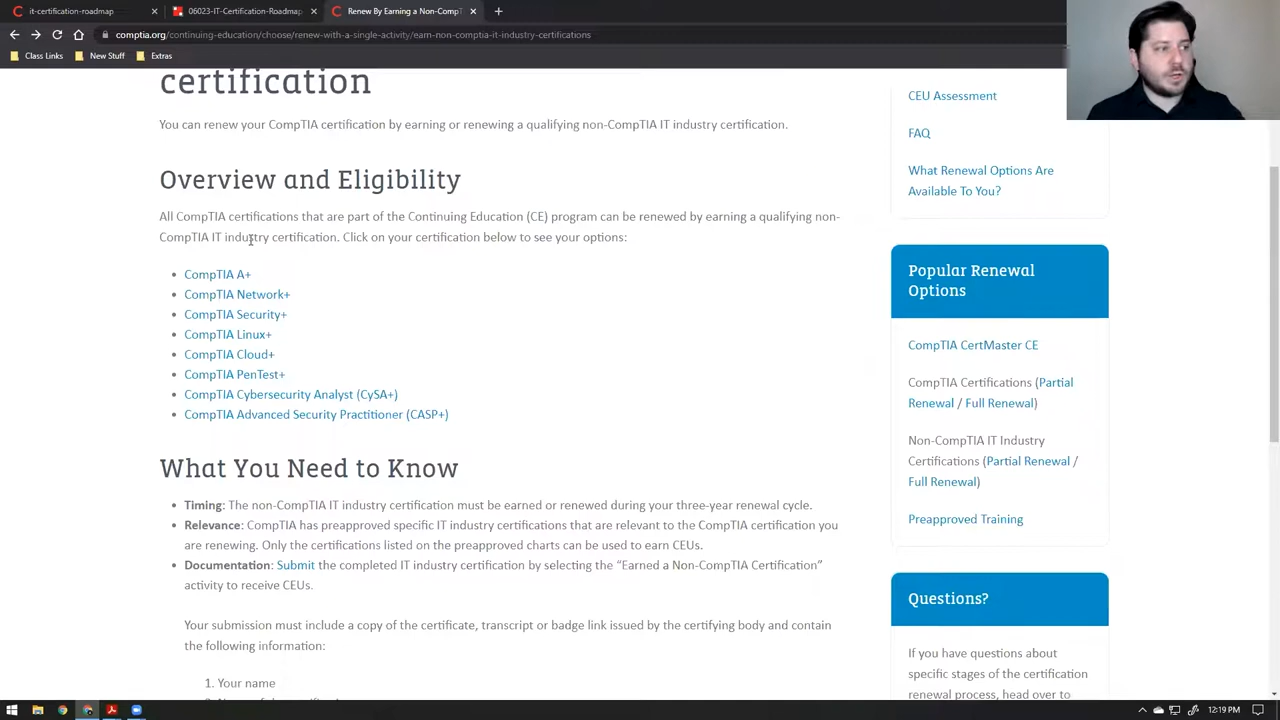 it-certification-roadmap
06023-IT-Certification-Roadmap
Renew By Earning a Non-CompT
comptia.org/continuing-education/choose/renew-with-a-single-activity/earn-non-comptia-it-industry-certifications
Class Links
New Stuff
Extras
certification
You can renew your CompTIA certification by earning or renewing a qualifying non-CompTIA IT industry certification.
Overview and Eligibility
All CompTIA certifications that are part of the Continuing Education (CE) program can be renewed by earning a qualifying non-
CompTIA IT industry certification. Click on your certification below to see your options:
CompTIA A+
CompTIA Network+
CompTIA Security+
CompTIA Linux+
CompTIA Cloud+
CompTIA PenTest+
CompTIA Cybersecurity Analyst (CySA+)
CompTIA Advanced Security Practitioner (CASP+)
What You Need to Know
Timing: The non-CompTIA IT industry certification must be earned or renewed during your three-year renewal cycle.
Relevance: CompTIA has preapproved specific IT industry certifications that are relevant to the CompTIA certification you
are renewing. Only the certifications listed on the preapproved charts can be used to earn CEUs.
Documentation: Submit the completed IT industry certification by selecting the “Earned a Non-CompTIA Certification”
activity to receive CEUs.
Your submission must include a copy of the certificate, transcript or badge link issued by the certifying body and contain
the following information:
1. Your name
CEU Assessment
FAQ
What Renewal Options Are
Available To You?
Popular Renewal
Options
CompTIA CertMaster CE
CompTIA Certifications (Partial
Renewal / Full Renewal)
Non-CompTIA IT Industry
Certifications (Partial Renewal /
Full Renewal)
Preapproved Training
Questions?
If you have questions about
specific stages of the certification
renewal process, head over to
12:19 PM